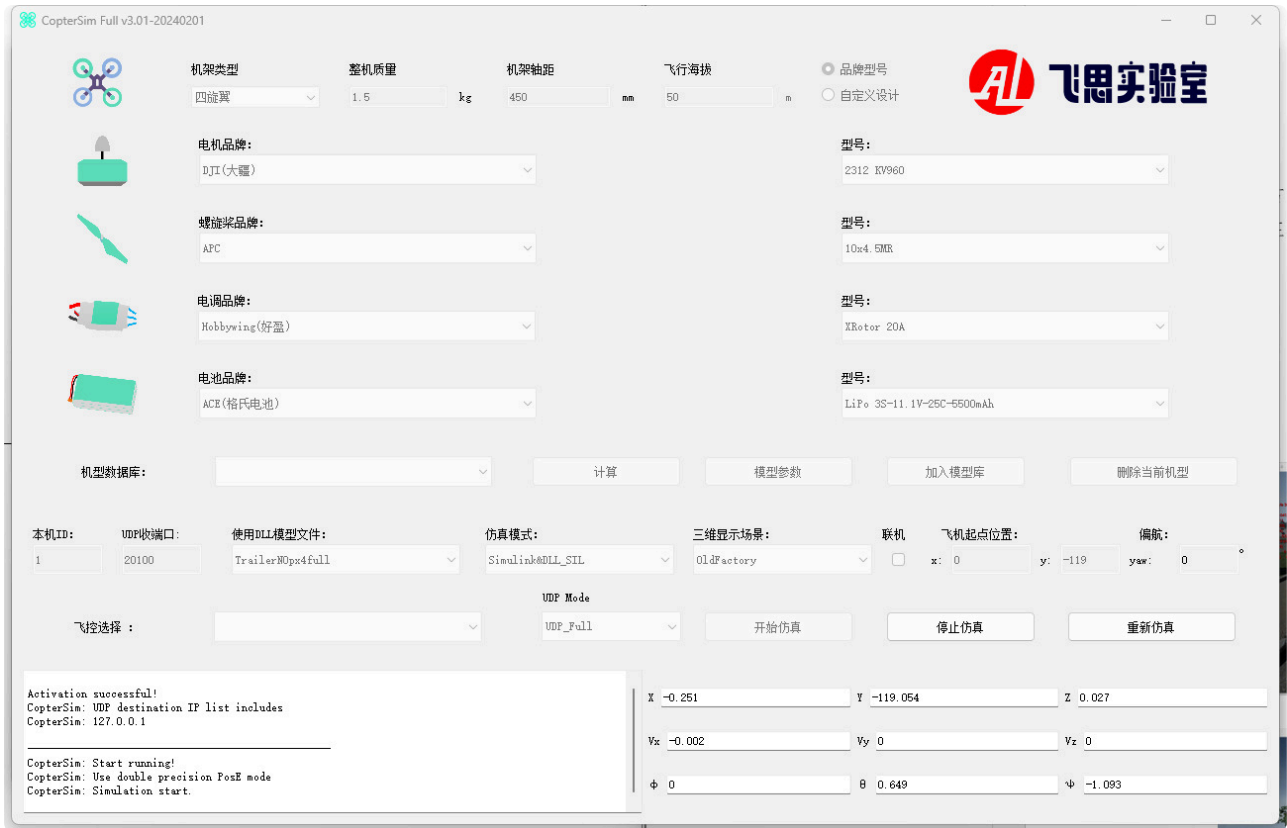 CopterSim Full v3.01-20240201
机架类型 整机质量 机架轴距 飞行海拔 品牌型号
四旋翼 1.5 kg 450 mm 50 m 自定义设计
飞思实验室
电机品牌: 型号:
DJI(大疆) 2312 KV960
螺旋桨品牌: 型号:
APC 10x4.5MR
电调品牌: 型号:
Hobbywing(好盈) XRotor 20A
电池品牌: 型号:
ACE(格氏电池) LiPo 3S-11.1V-25C-5500mAh
机型数据库: 计算 模型参数 加入模型库 删除当前机型
本机ID: UDP收端口: 使用DLL模型文件: 仿真模式: 三维显示场景: 联机 飞机起点位置: 偏航:
1 20100 TrailerNOpx4full Simulink&DLL_SIL OldFactory x: 0 y: -119 yaw: 0 °
UDP Mode
飞控选择 : UDP_Full 开始仿真 停止仿真 重新仿真
Activation successful!
CopterSim: UDP destination IP list includes
CopterSim: 127.0.0.1
CopterSim: Start running!
CopterSim: Use double precision PosE mode
CopterSim: Simulation start.
X -0.251 Y -119.054 Z 0.027
Vx -0.002 Vy 0 Vz 0
ϕ 0 θ 0.649 ψ -1.093